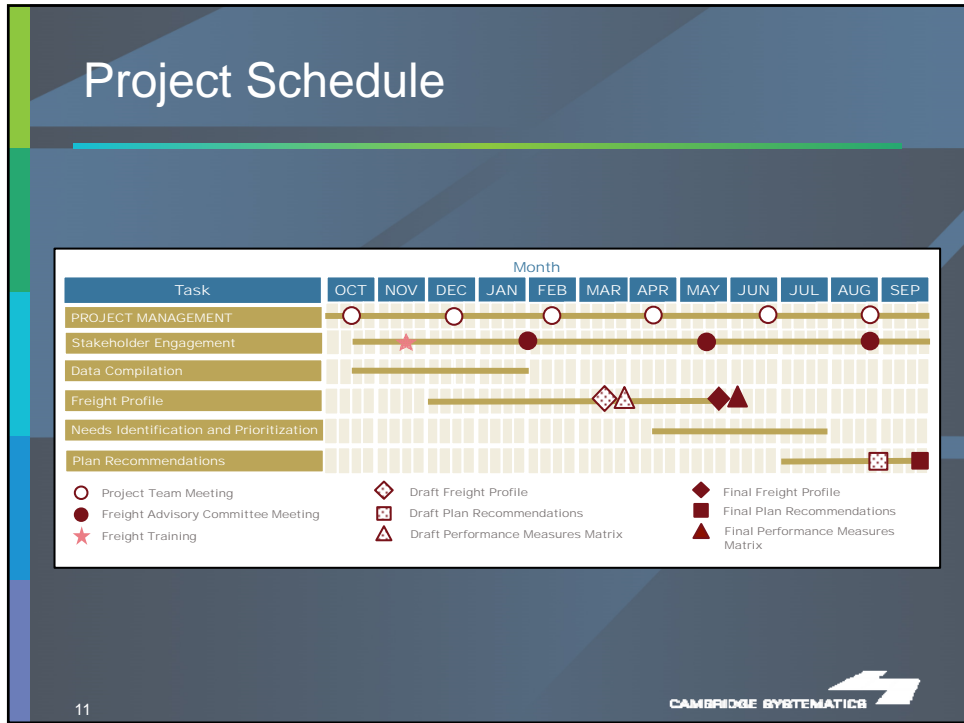 Project Schedule
Month
Task OCT NOV DEC JAN FEB MAR APR MAY JUN JUL AUG SEP
PROJECT MANAGEMENT
Stakeholder Engagement
Data Compilation
Freight Profile
Needs Identification and Prioritization
Plan Recommendations
Project Team Meeting
Freight Advisory Committee Meeting
Freight Training
Draft Freight Profile
Draft Plan Recommendations
Draft Performance Measures Matrix
Final Freight Profile
Final Plan Recommendations
Final Performance Measures
Matrix
11
CAMBRIDGE SYSTEMATICS